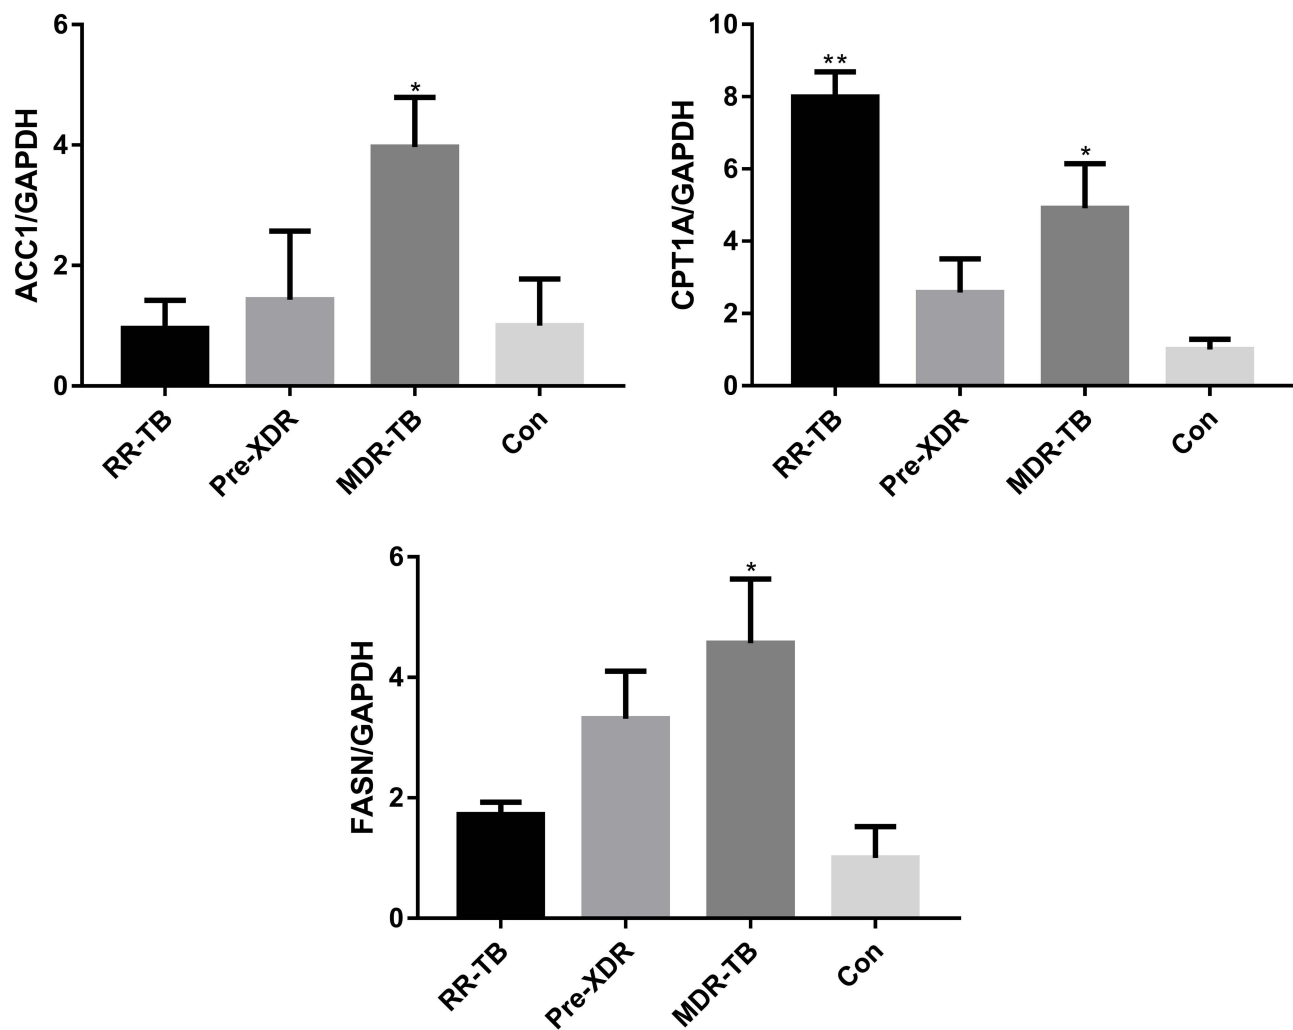 ACC1/GAPDH
6
4
2
0
*
RR-TB
Pre-XDR
MDR-TB
Con
CPT1A/GAPDH
10
8
6
4
2
0
**
*
RR-TB
Pre-XDR
MDR-TB
Con
FASN/GAPDH
6
4
2
0
*
RR-TB
Pre-XDR
MDR-TB
Con